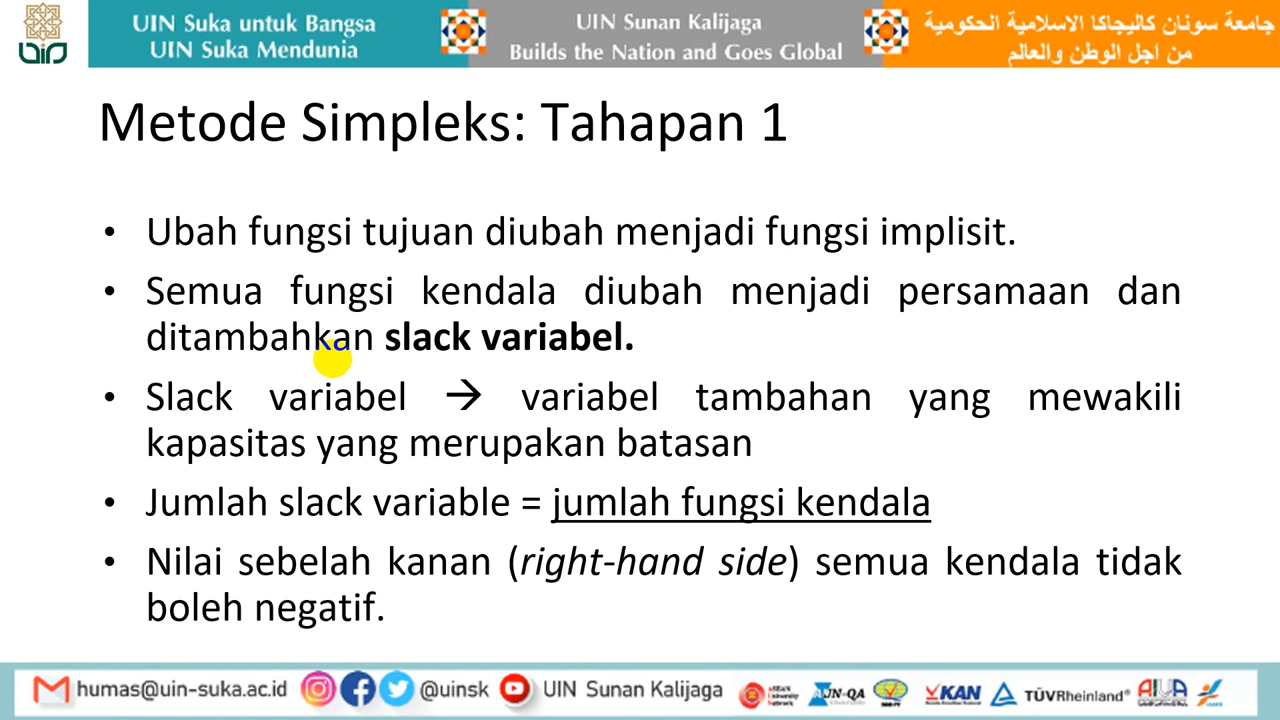 UIN Suka untuk Bangsa
UIN Suka Mendunia
UIN Sunan Kalijaga
Builds the Nation and Goes Global
جامعة سونان كاليجاكا الاسلامية الحكومية
من اجل الوطن والعالم
Metode Simpleks: Tahapan 1
• Ubah fungsi tujuan diubah menjadi fungsi implisit.
• Semua fungsi kendala diubah menjadi persamaan dan
ditambahkan slack variabel.
• Slack variabel → variabel tambahan yang mewakili
kapasitas yang merupakan batasan
• Jumlah slack variable = jumlah fungsi kendala
• Nilai sebelah kanan (right-hand side) semua kendala tidak
boleh negatif.
humas@uin-suka.ac.id @uinsk UIN Sunan Kalijaga AUN-QA KAN TÜVRheinland®